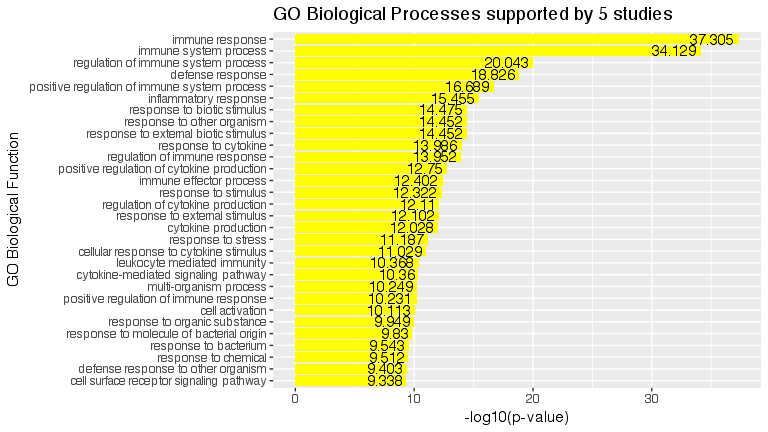 GO Biological Processes supported by 5 studies
GO Biological Function
immune response 37.305
immune system process 34.129
regulation of immune system process 20.043
defense response 18.826
positive regulation of immune system process 16.689
inflammatory response 15.455
response to biotic stimulus 14.475
response to other organism 14.452
response to external biotic stimulus 14.452
response to cytokine 13.986
regulation of immune response 13.952
positive regulation of cytokine production 12.75
immune effector process 12.402
response to stimulus 12.322
regulation of cytokine production 12.11
response to external stimulus 12.102
cytokine production 12.028
response to stress 11.187
cellular response to cytokine stimulus 11.029
leukocyte mediated immunity 10.368
cytokine-mediated signaling pathway 10.36
multi-organism process 10.249
positive regulation of immune response 10.231
cell activation 10.113
response to organic substance 9.949
response to molecule of bacterial origin 9.83
response to bacterium 9.543
response to chemical 9.512
defense response to other organism 9.403
cell surface receptor signaling pathway 9.338
0 10 20 30
-log10(p-value)